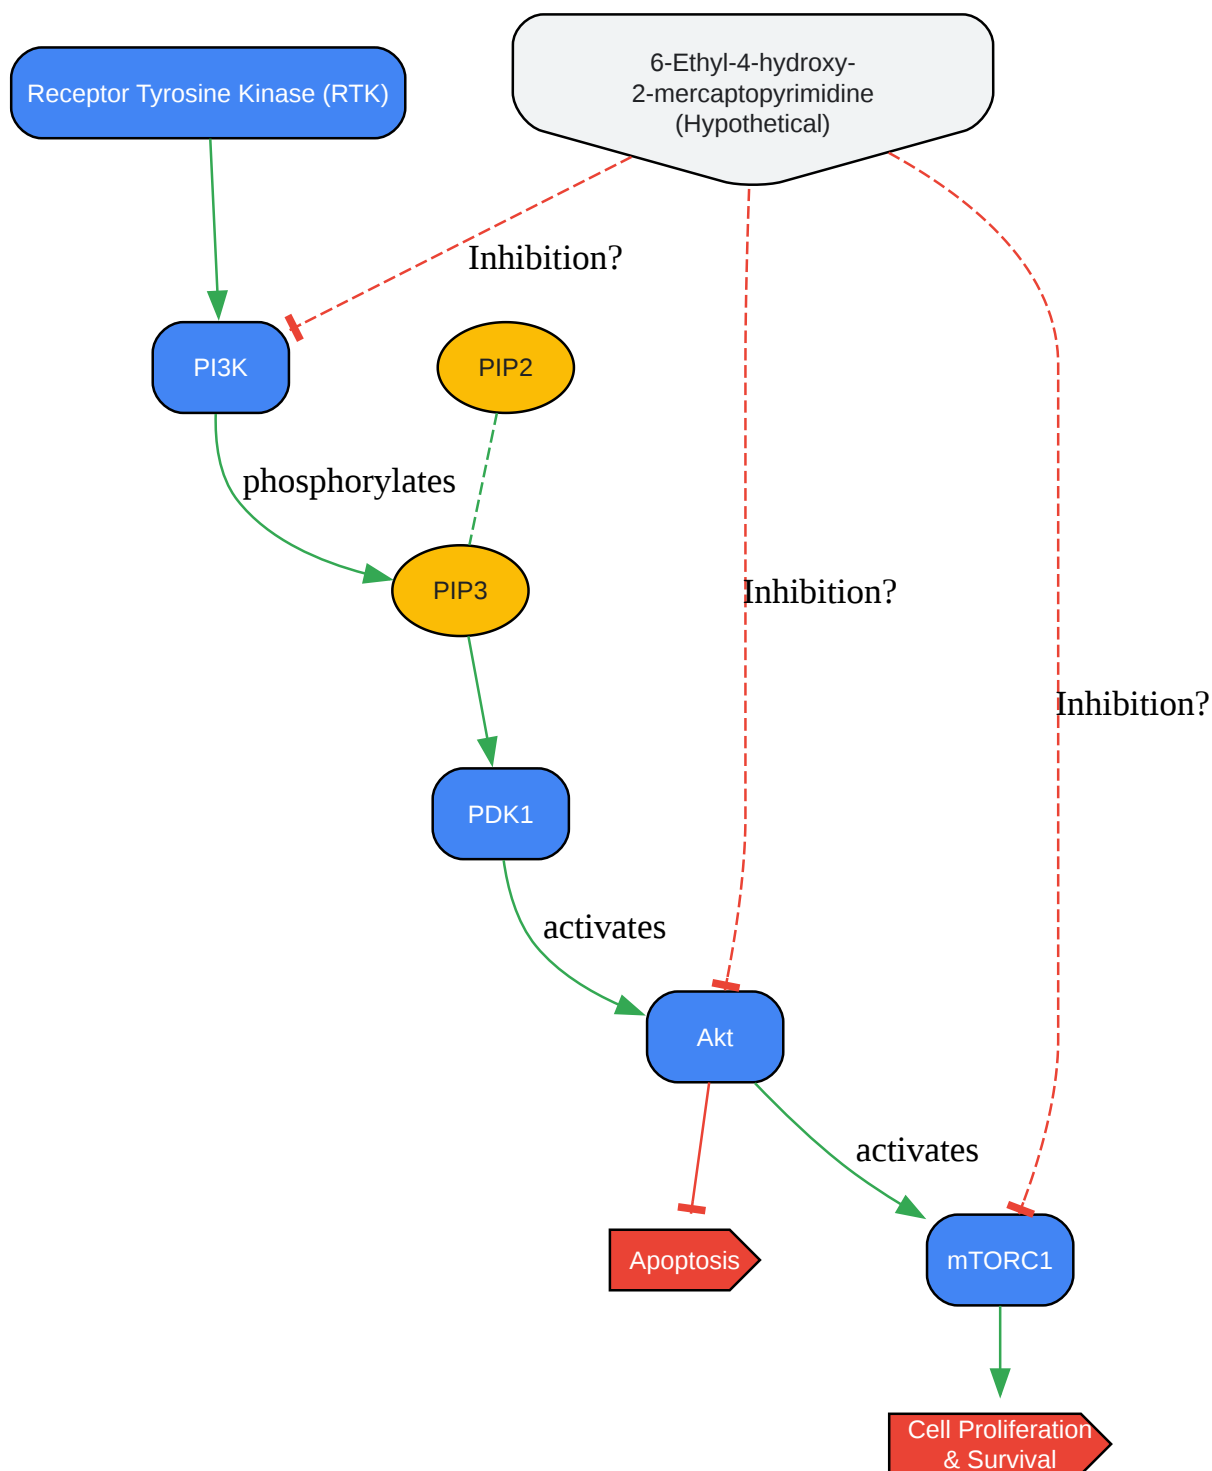 Receptor Tyrosine Kinase (RTK)
6-Ethyl-4-hydroxy-
2-mercaptopyrimidine
(Hypothetical)
Inhibition?
PI3K
PIP2
phosphorylates
PIP3
Inhibition?
Inhibition?
PDK1
activates
Akt
activates
Apoptosis
mTORC1
Cell Proliferation
& Survival